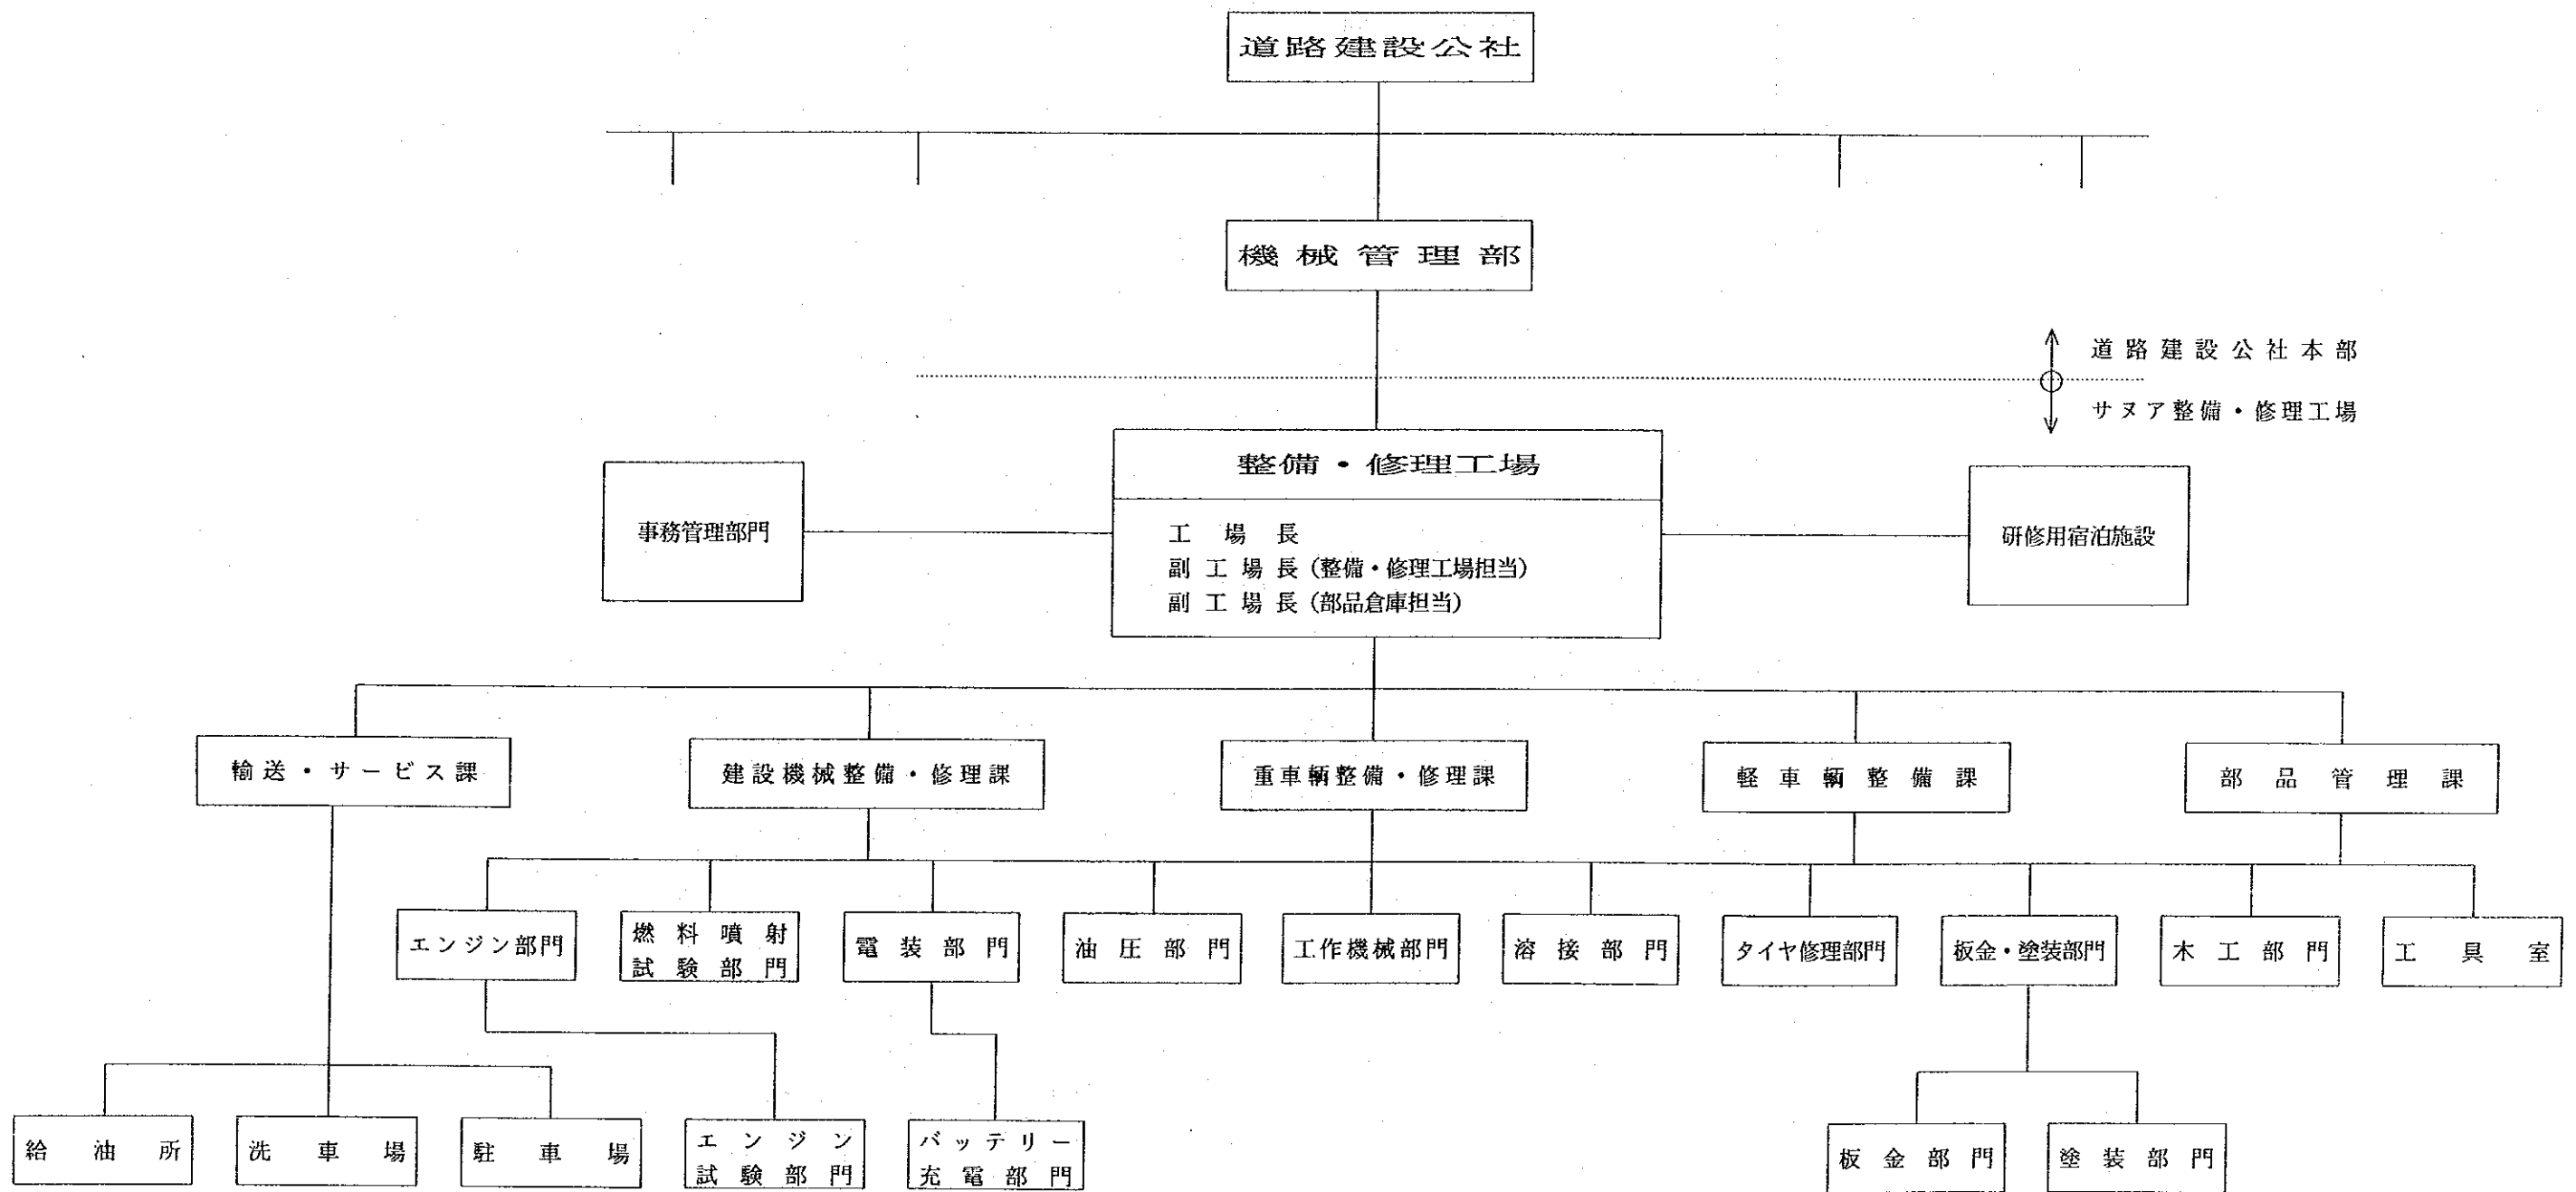 道路建設公社
機械管理部
道路建設公社本部
サヌア整備・修理工場
整備・修理工場
事務管理部門
工場長
副工場長(整備・修理工場担当)
副工場長(部品倉庫担当)
研修用宿泊施設
輸送・サービス課
建設機械整備・修理課
重車輌整備・修理課
軽車輌整備課
部品管理課
エンジン部門
燃料噴射
試験部門
電装部門
油圧部門
工作機械部門
溶接部門
タイヤ修理部門
板金・塗装部門
木工部門
工具室
給油所
洗車場
駐車場
エンジン
試験部門
バッテリー
充電部門
板金部門
塗装部門